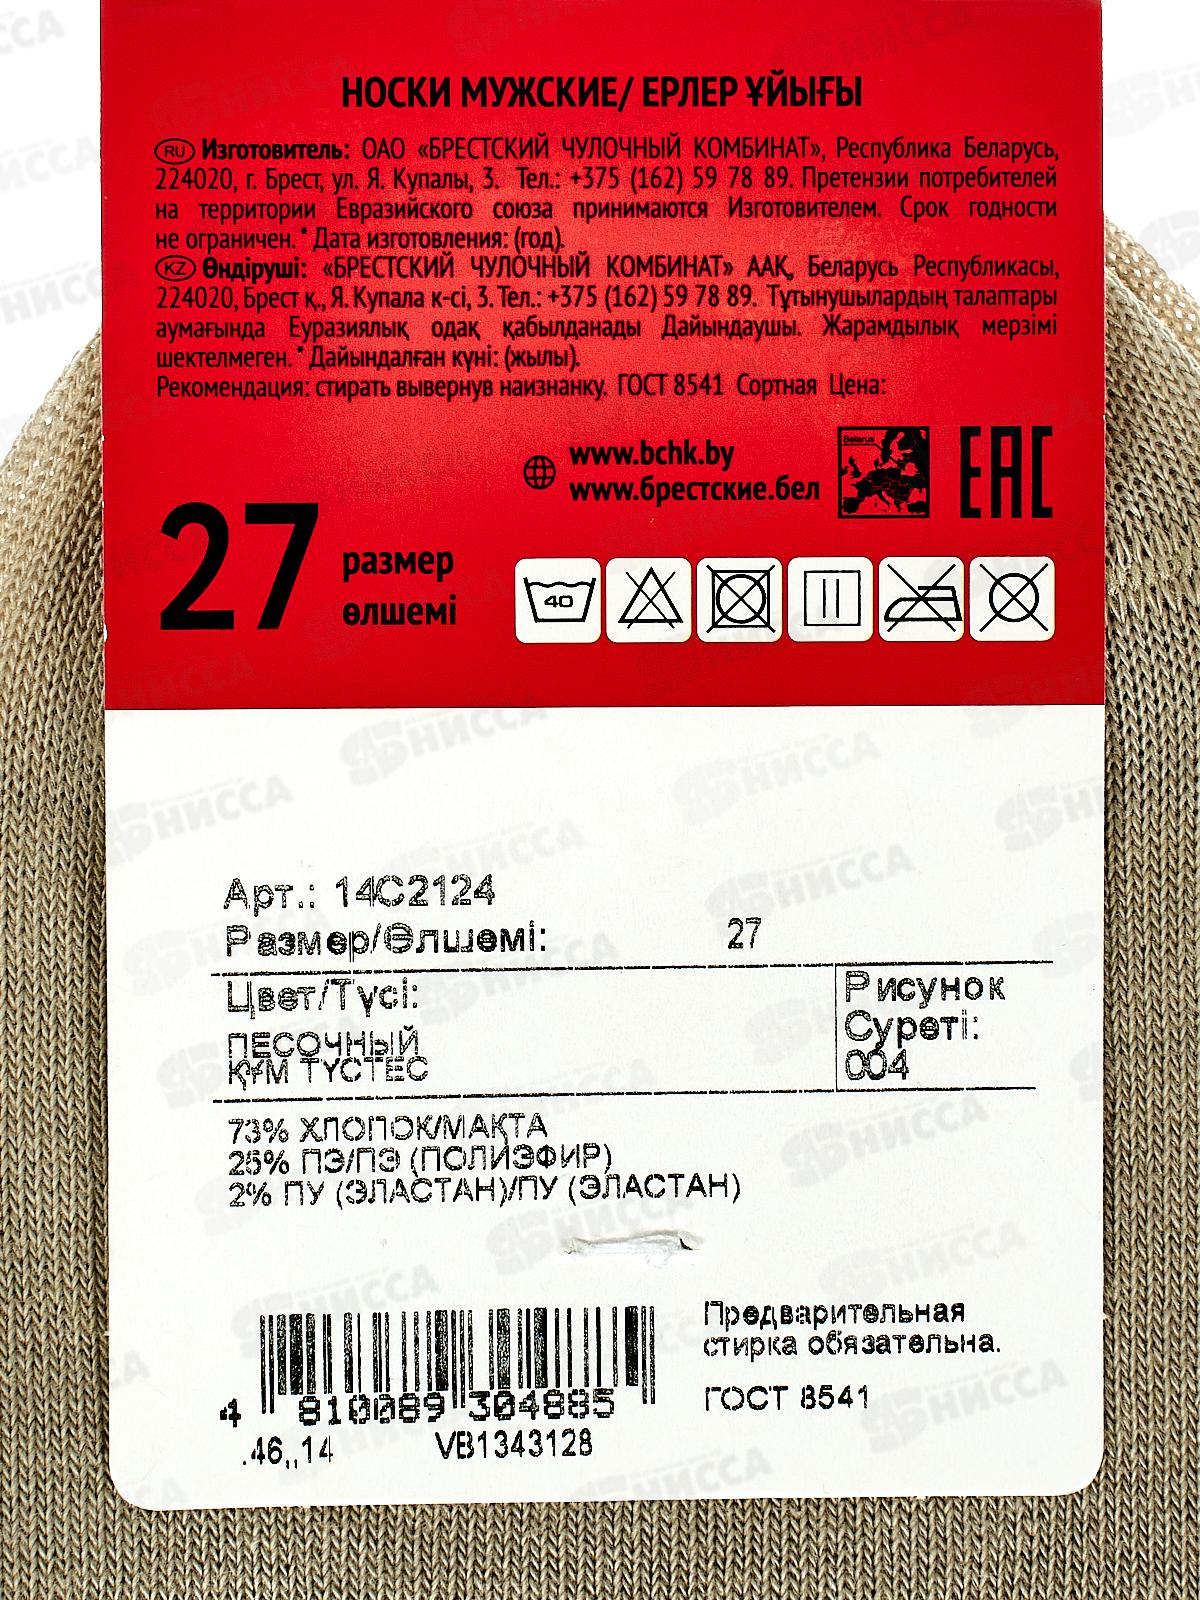 НОСКИ МУЖСКИЕ/ ЕРЛЕР ҰЙЫҒЫ
RU Изготовитель: ОАО «БРЕСТСКИЙ ЧУЛОЧНЫЙ КОМБИНАТ», Республика Беларусь,
224020, г. Брест, ул. Я. Купалы, 3. Тел.: +375 (162) 59 78 89. Претензии потребителей
на территории Евразийского союза принимаются Изготовителем. Срок годности
не ограничен. * Дата изготовления: (год).
KZ Өндіруші: «БРЕСТСКИЙ ЧУЛОЧНЫЙ КОМБИНАТ» ААҚ, Беларусь Республикасы,
224020, Брест қ., Я. Купала к-сі, 3. Тел.: +375 (162) 59 78 89. Тұтынушылардың талаптары
аумағында Еуразиялық одақ қабылданады Дайындаушы. Жарамдылық мерзімі
шектелмеген. * Дайындалған күні: (жылы).
Рекомендация: стирать вывернув наизнанку. ГОСТ 8541 Сортная Цена:
www.bchk.by
www.брестские.бел
Belarus
EAC
27
размер
өлшемі
40
Арт.: 14С2124
Размер/Өлшемі: 27
Цвет/Түсі:
ПЕСОЧНЫЙ
ҚҰМ ТҮСТЕС
Рисунок
Суреті:
004
73% ХЛОПОК/МАҚТА
25% ПЭ/ПЭ (ПОЛИЭФИР)
2% ПУ (ЭЛАСТАН)/ПУ (ЭЛАСТАН)
Предварительная
стирка обязательна.
ГОСТ 8541
4 810089 304885
.46,,14 VB1343128
НИССА